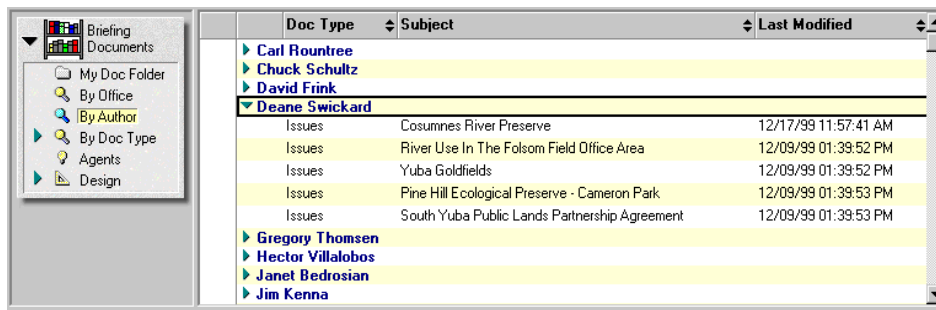 Briefing
Documents
My Doc Folder
By Office
By Author
By Doc Type
Agents
Design
Doc Type Subject Last Modified
Carl Rountree
Chuck Schultz
David Frink
Deane Swickard
Issues Cosumnes River Preserve 12/17/99 11:57:41 AM
Issues River Use In The Folsom Field Office Area 12/09/99 01:39:52 PM
Issues Yuba Goldfields 12/09/99 01:39:52 PM
Issues Pine Hill Ecological Preserve - Cameron Park 12/09/99 01:39:53 PM
Issues South Yuba Public Lands Partnership Agreement 12/09/99 01:39:53 PM
Gregory Thomsen
Hector Villalobos
Janet Bedrosian
Jim Kenna